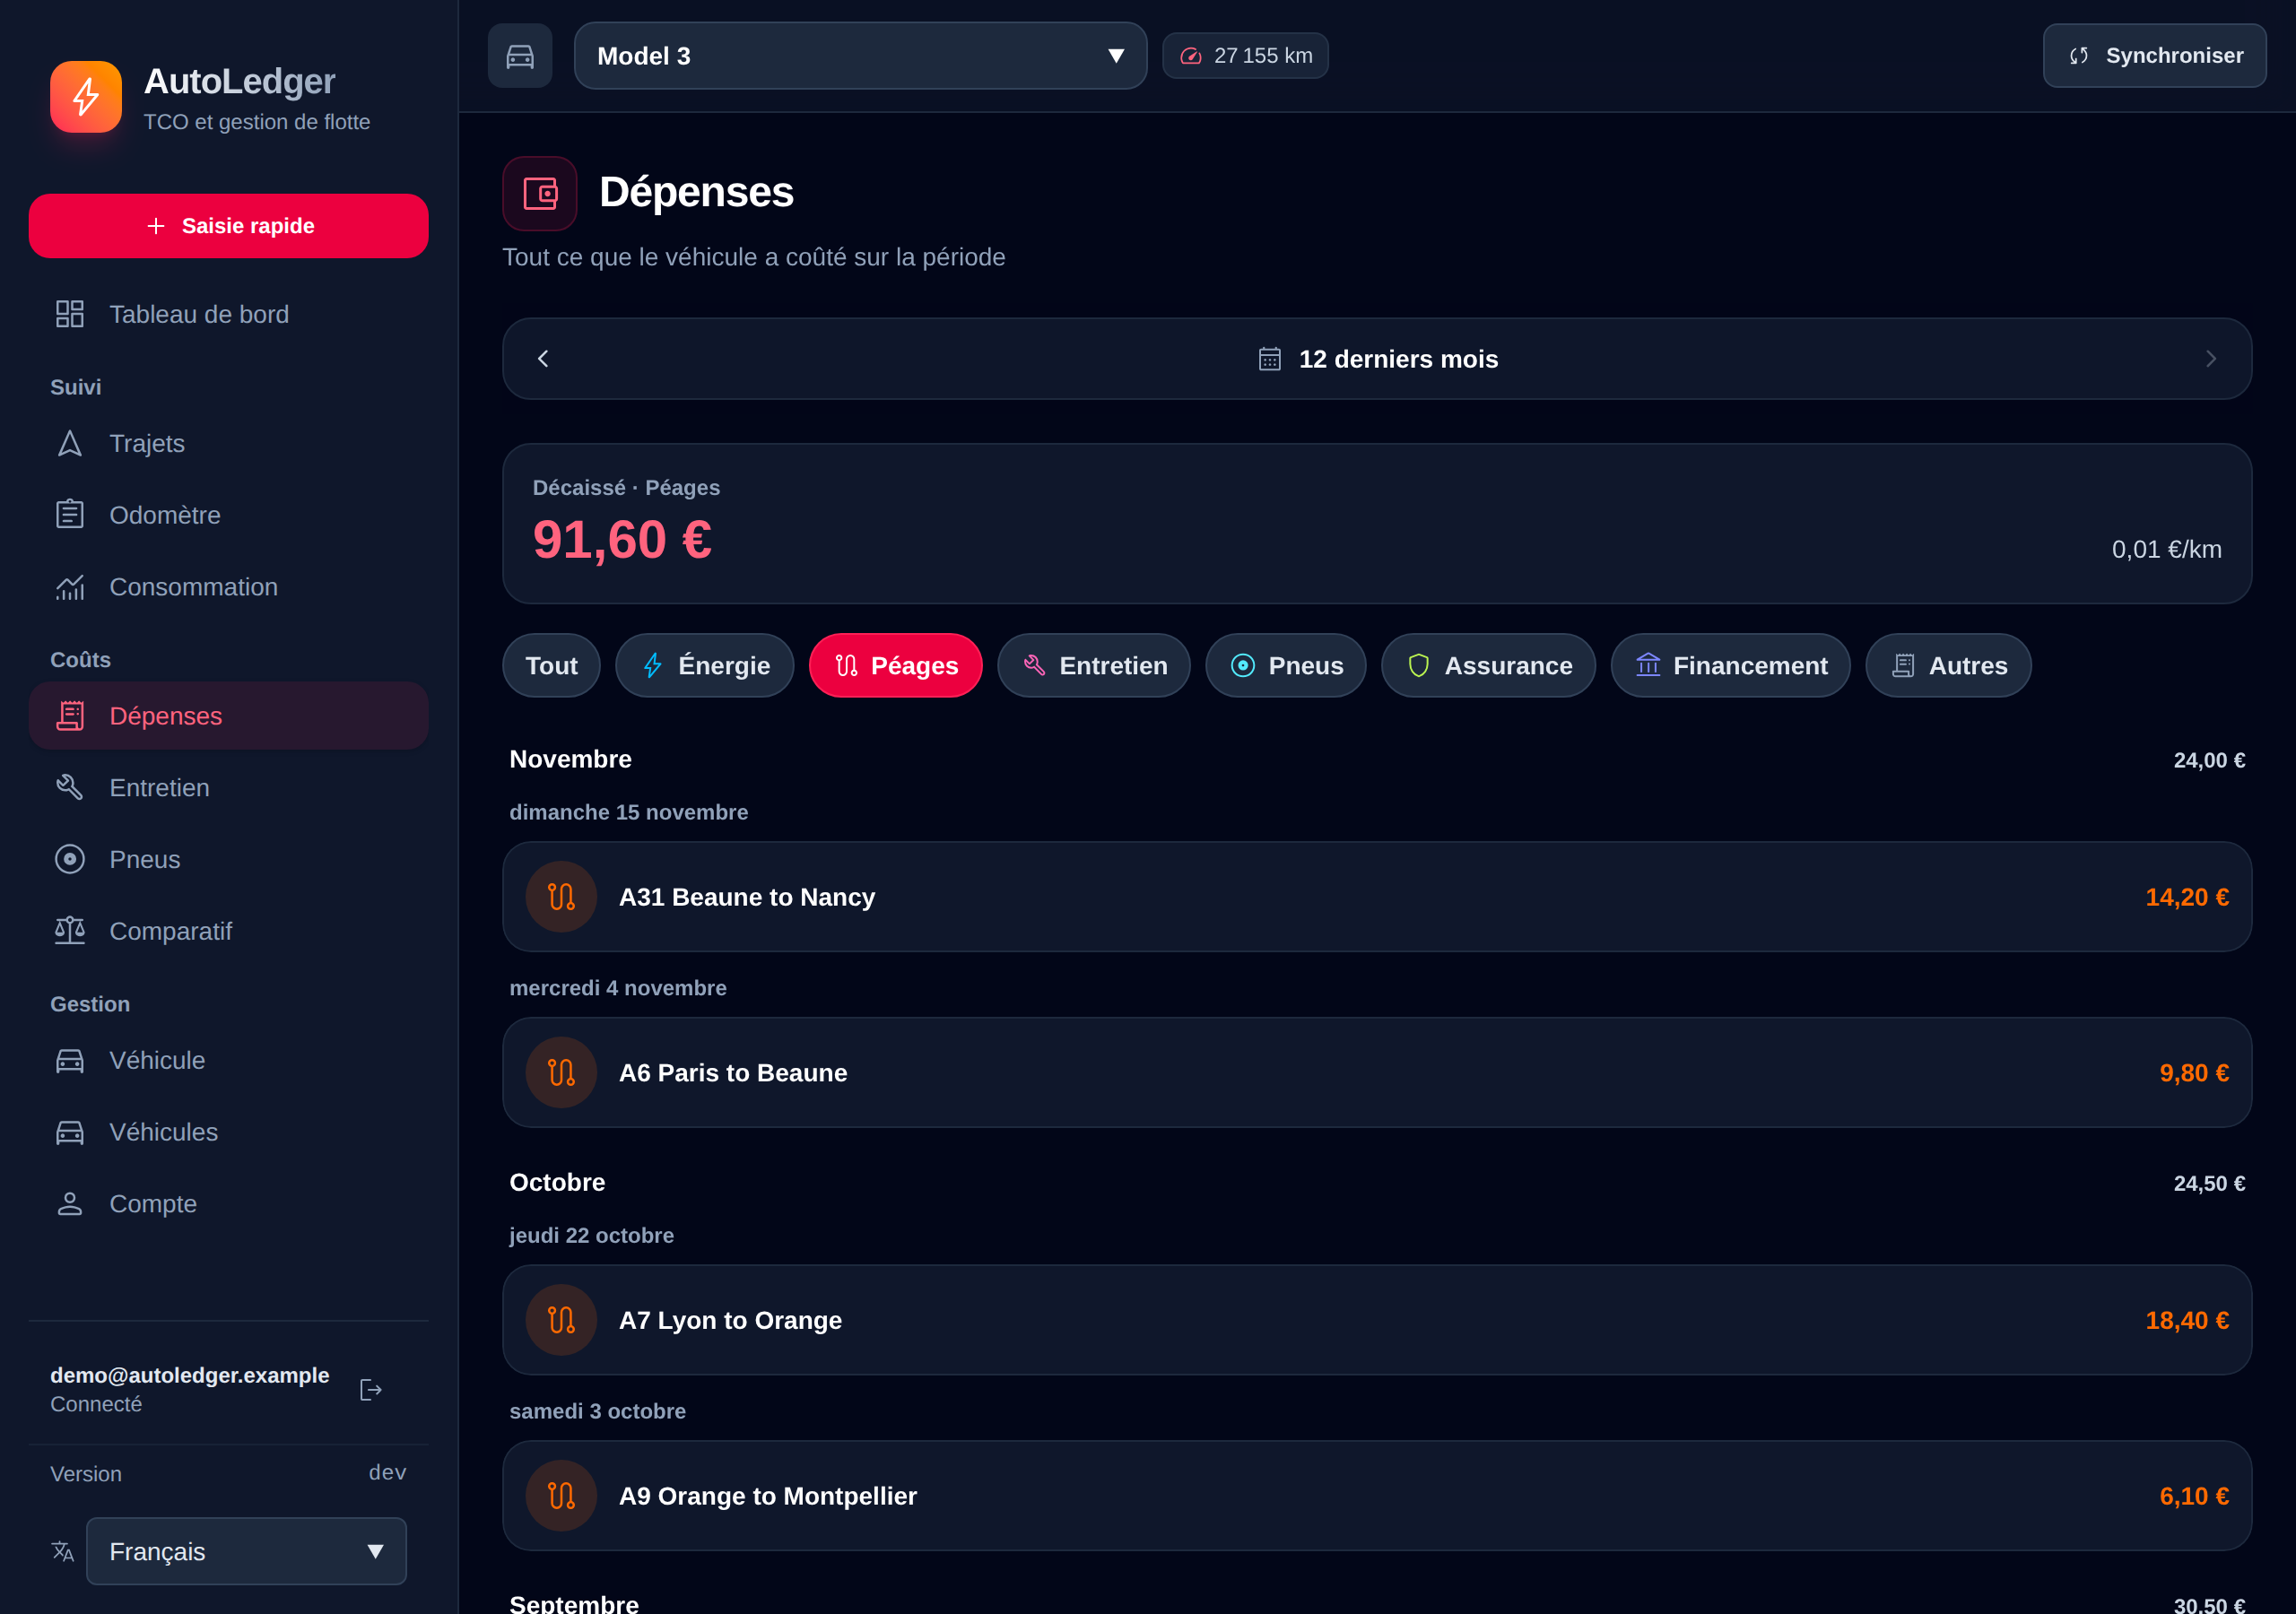 AutoLedger
TCO et gestion de flotte
Saisie rapide
Tableau de bord
Suivi
Trajets
Odomètre
Consommation
Coûts
Dépenses
Entretien
Pneus
Comparatif
Gestion
Véhicule
Véhicules
Compte
demo@autoledger.example
Connecté
Version dev
Français
Model 3
27 155 km
Synchroniser
Dépenses
Tout ce que le véhicule a coûté sur la période
12 derniers mois
Décaissé · Péages
91,60 €
0,01 €/km
Tout Énergie Péages Entretien Pneus Assurance Financement Autres
Novembre 24,00 €
dimanche 15 novembre
A31 Beaune to Nancy 14,20 €
mercredi 4 novembre
A6 Paris to Beaune 9,80 €
Octobre 24,50 €
jeudi 22 octobre
A7 Lyon to Orange 18,40 €
samedi 3 octobre
A9 Orange to Montpellier 6,10 €
Septembre 30,50 €